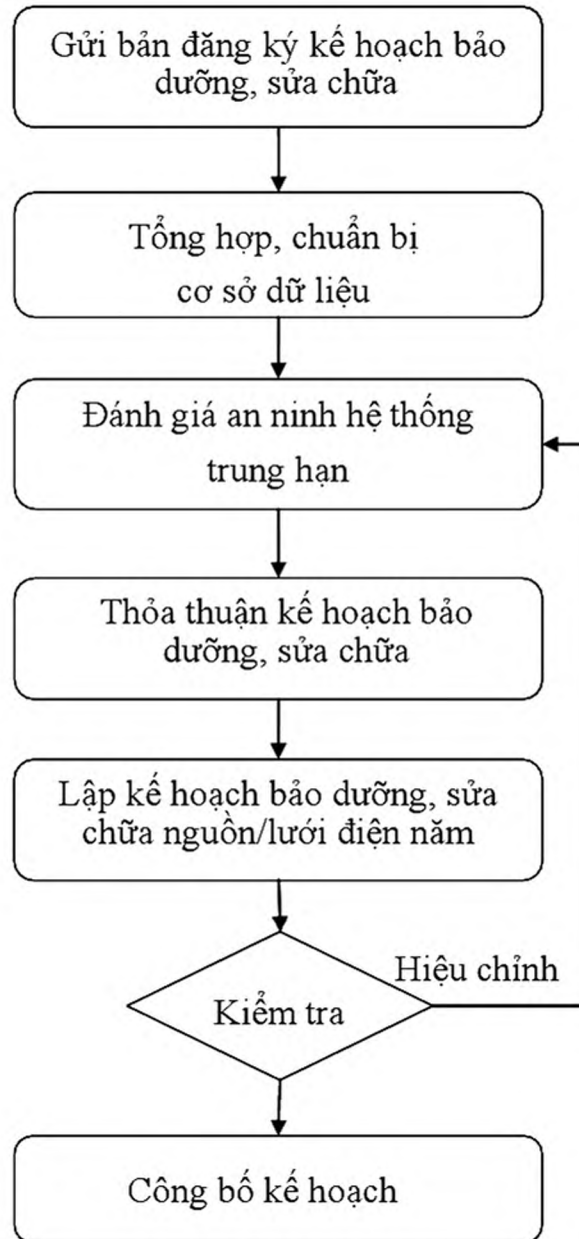 Gửi bản đăng ký kế hoạch bảo
dưỡng, sửa chữa
Tổng hợp, chuẩn bị
cơ sở dữ liệu
Đánh giá an ninh hệ thống
trung hạn
Thỏa thuận kế hoạch bảo
dưỡng, sửa chữa
Lập kế hoạch bảo dưỡng, sửa
chữa nguồn/lưới điện năm
Hiệu chỉnh
Kiểm tra
Công bố kế hoạch